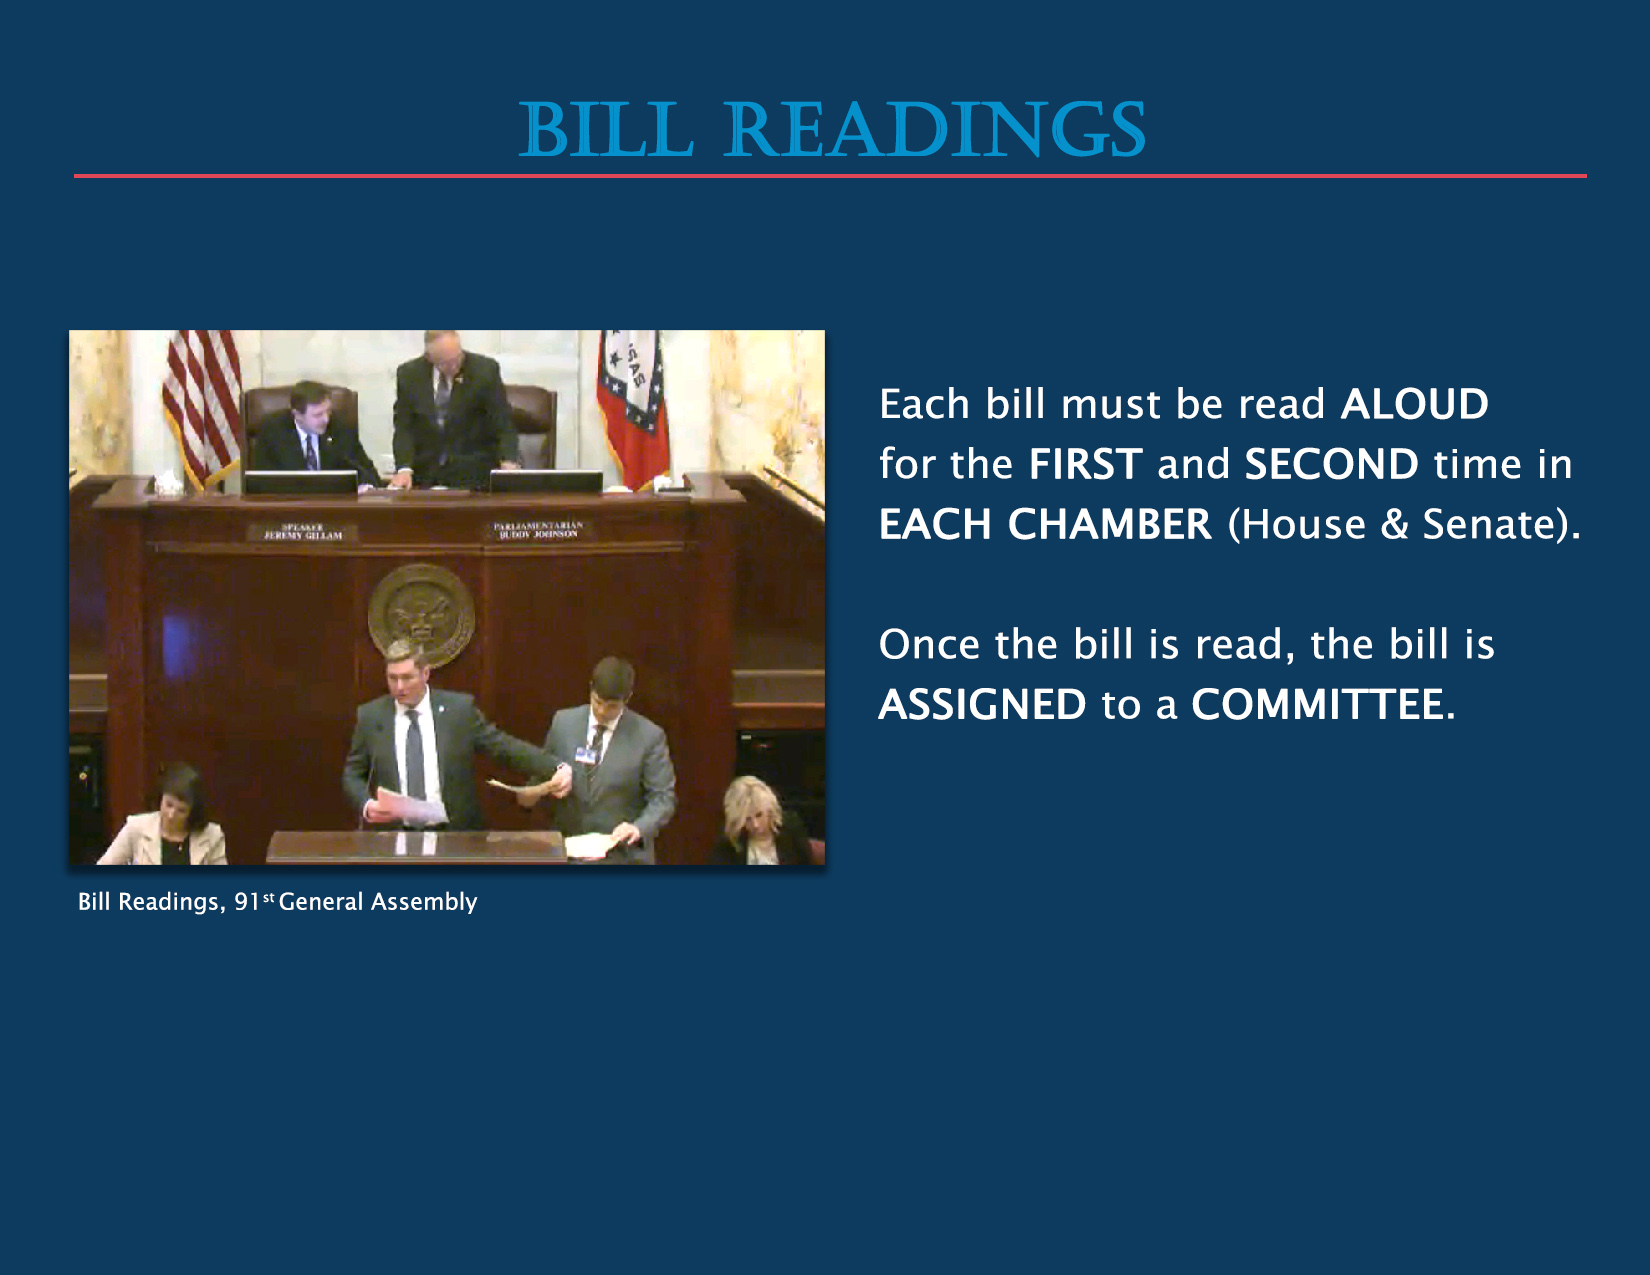 BILL READINGS
SPEAKER
JEREMY GILLAM
PARLIAMENTARIAN
BUDDY JOHNSON
Each bill must be read ALOUD
for the FIRST and SECOND time in
EACH CHAMBER (House & Senate).
Once the bill is read, the bill is
ASSIGNED to a COMMITTEE.
Bill Readings, 91st General Assembly